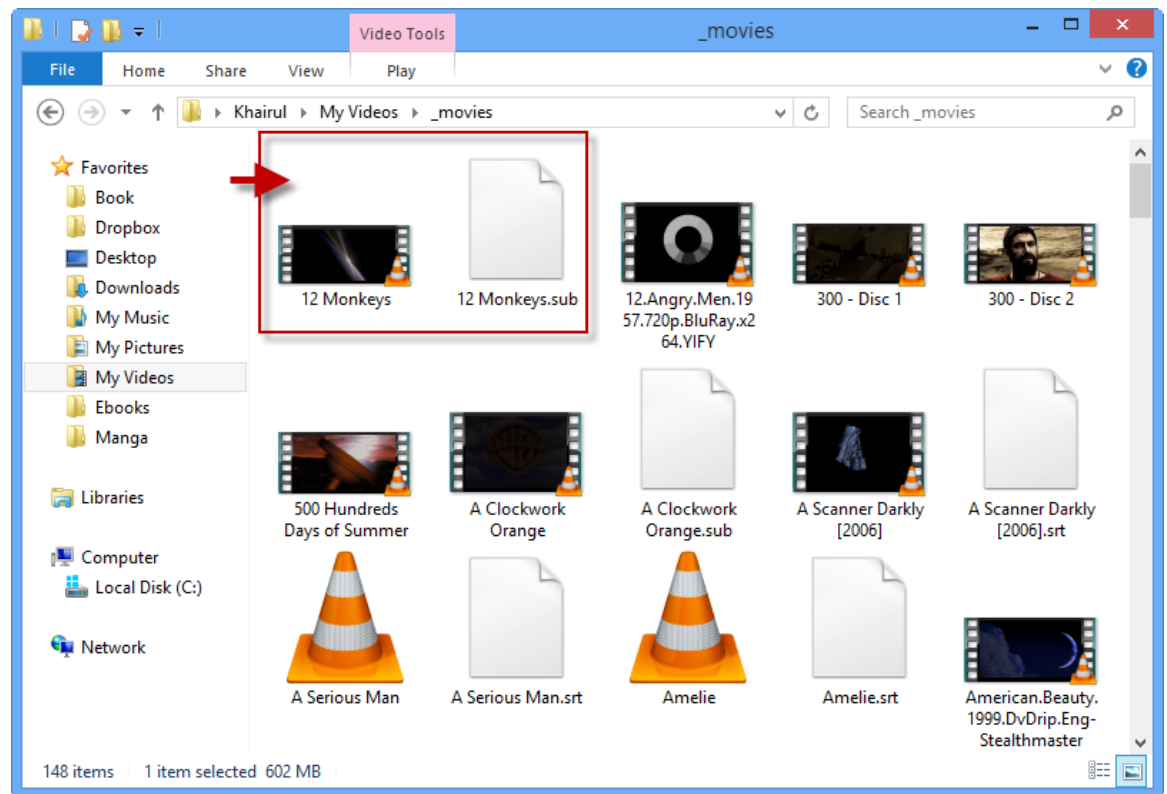 Video Tools
_movies
File
Home
Share
View
Play
Khairul
My Videos
_movies
Search _movies
Favorites
Book
Dropbox
Desktop
Downloads
My Music
My Pictures
My Videos
Ebooks
Manga
Libraries
Computer
Local Disk (C:)
Network
12 Monkeys
12 Monkeys.sub
12.Angry.Men.19
57.720p.BluRay.x2
64.YIFY
300 - Disc 1
300 - Disc 2
500 Hundreds
Days of Summer
A Clockwork
Orange
A Clockwork
Orange.sub
A Scanner Darkly
[2006]
A Scanner Darkly
[2006].srt
A Serious Man
A Serious Man.srt
Amelie
Amelie.srt
American.Beauty.
1999.DvDrip.Eng-
Stealthmaster
148 items
1 item selected 602 MB